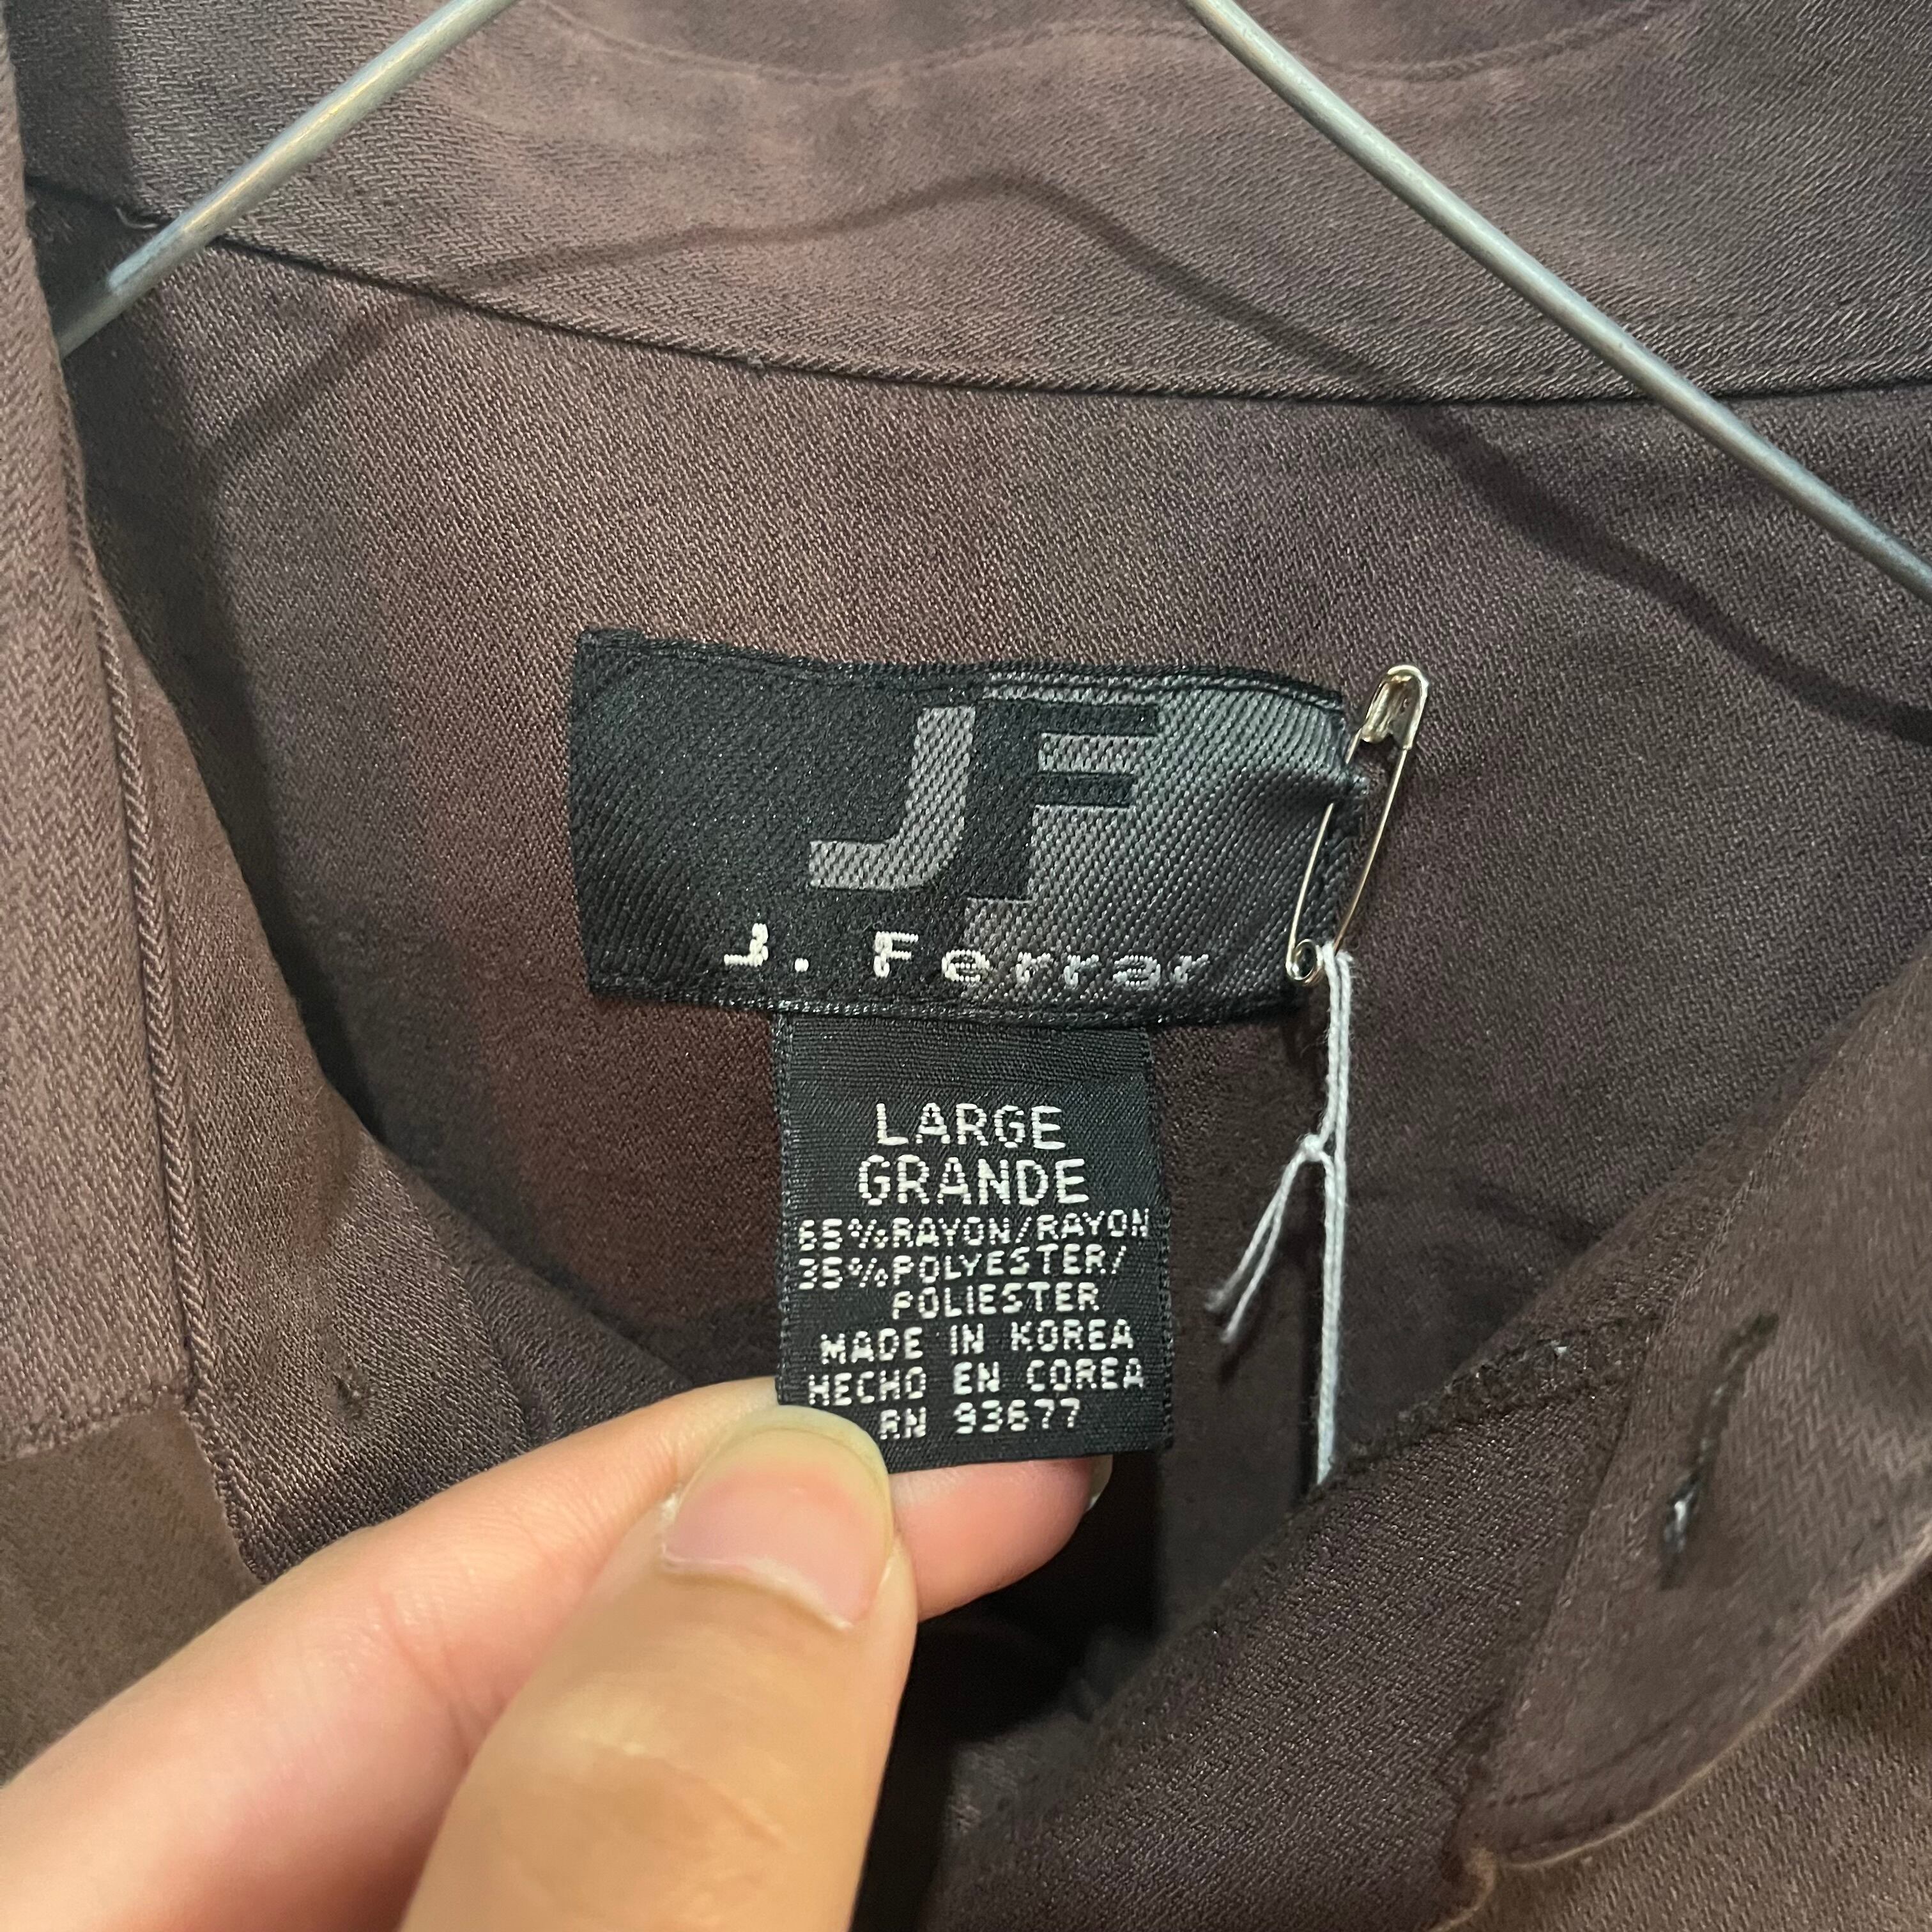 JF
J. Ferrar
LARGE
GRANDE
65%RAYON/RAYON
35%POLYESTER/
POLIESTER
MADE IN KOREA
HECHO EN COREA
RN 93677